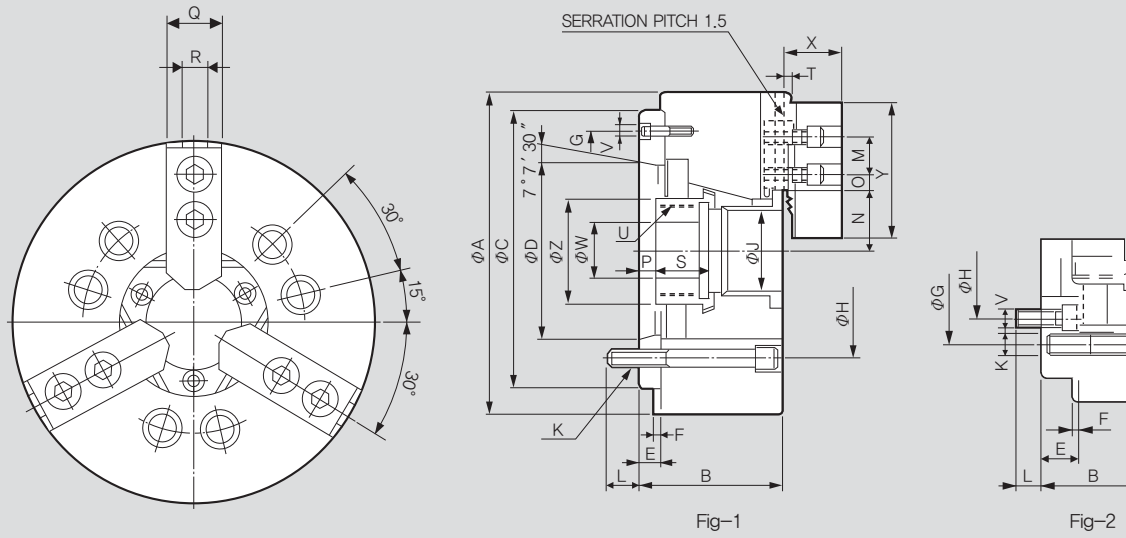 Q
R
30°
15°
30°
SERRATION PITCH 1.5
X
T
G
V
7° 7′ 30″
M
O
Y
N
U
P
S
ΦA
ΦC
ΦD
ΦZ
ΦW
ΦJ
ΦH
K
F
E
L
B
Fig-1
ΦG
ΦH
V
K
F
E
L
B
Fig-2